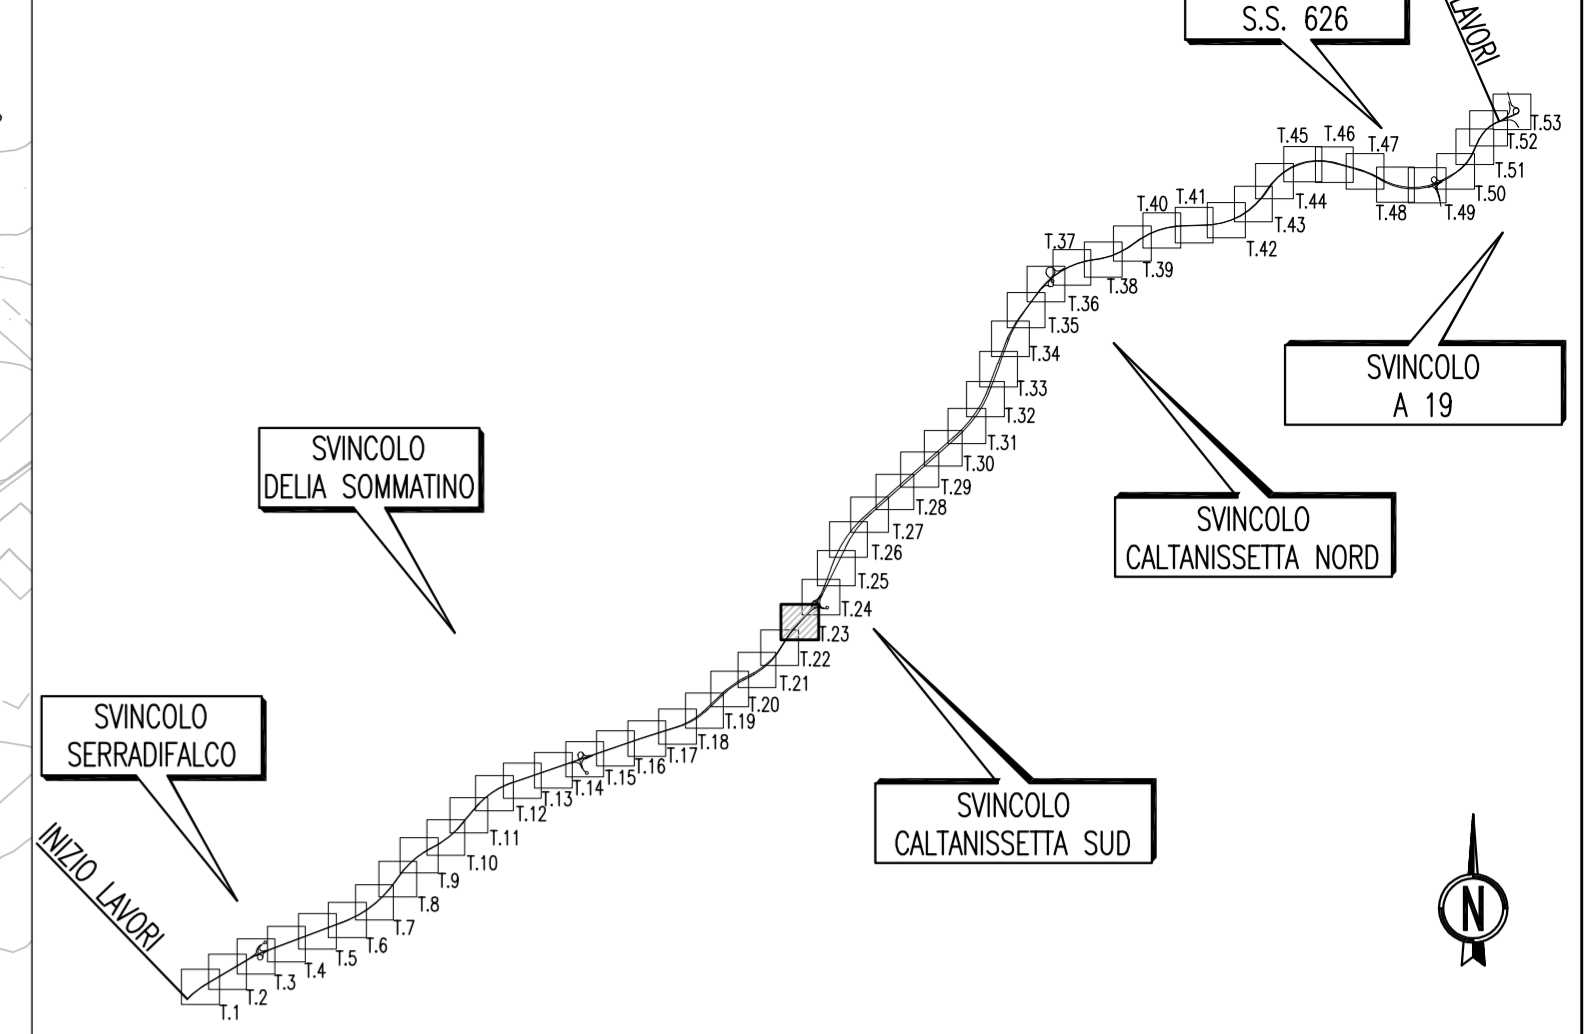 S.S. 626
LAVORI
T.53
T.52
T.51
T.50
T.49
T.48
T.47
T.46
T.45
T.44
T.43
T.42
T.41
T.40
T.39
T.38
T.37
T.36
T.35
T.34
T.33
T.32
T.31
T.30
T.29
T.28
T.27
T.26
T.25
T.24
T.23
T.22
T.21
T.20
T.19
T.18
T.17
T.16
T.15
T.14
T.13
T.12
T.11
T.10
T.9
T.8
T.7
T.6
T.5
T.4
T.3
T.2
T.1
SVINCOLO
A 19
SVINCOLO
CALTANISSETTA NORD
SVINCOLO
DELIA SOMMATINO
SVINCOLO
SERRADIFALCO
SVINCOLO
CALTANISSETTA SUD
INIZIO LAVORI
N